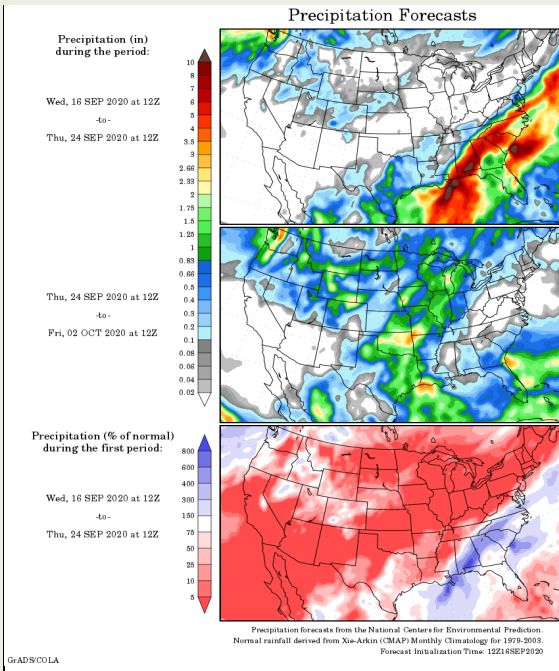 Precipitation Forecasts
Precipitation (in)
during the period:
Wed, 16 SEP 2020 at 12Z
-to-
Thu, 24 SEP 2020 at 12Z
10
8
7
6
5
4
3.5
3
2.66
2.33
2
1.75
1.5
1.25
1
0.83
0.66
0.5
0.4
0.3
0.2
0.1
0.08
0.06
0.04
0.02
Thu, 24 SEP 2020 at 12Z
-to-
Fri, 02 OCT 2020 at 12Z
Precipitation (% of normal)
during the first period:
Wed, 16 SEP 2020 at 12Z
-to-
Thu, 24 SEP 2020 at 12Z
800
600
400
300
150
75
50
25
10
5
Precipitation forecasts from the National Centers for Environmental Prediction.
Normal rainfall derived from Xie-Arkin (CMAP) Monthly Climatology for 1979-2003.
Forecast Initialization Time: 12Z16SEP2020
GrADS/COLA